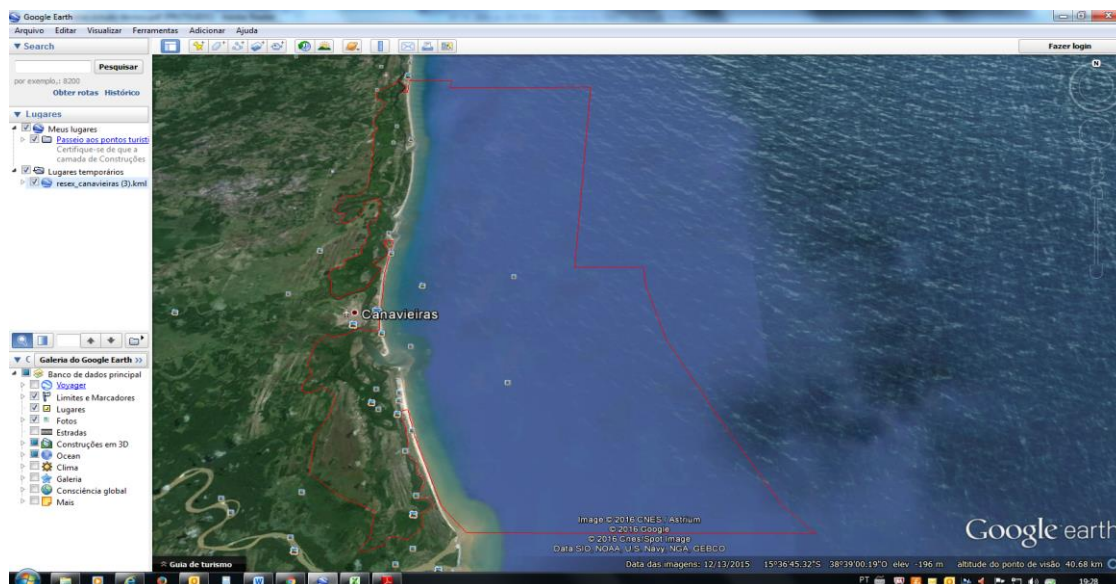 Google Earth
Arquivo Editar Visualizar Ferramentas Adicionar Ajuda
Search
Fazer login
Pesquisar
por exemplo,: 8200
Obter rotas Histórico
Lugares
Meus lugares
Passeio aos pontos turísti
Certifique-se de que a
camada de Construções
Lugares temporários
resex_canavieiras (3).kml
Canavieiras
Galeria do Google Earth >>
Banco de dados principal
Voyager
Limites e Marcadores
Lugares
Fotos
Estradas
Construções em 3D
Ocean
Clima
Galeria
Consciência global
Mais
Image © 2016 CNES / Astrium
© 2016 Google
© 2016 Cnes/Spot Image
Data SIO, NOAA, U.S. Navy, NGA, GEBCO
Google earth
Guia de turismo
Data das imagens: 12/13/2015 15°36'45.32"S 38°39'00.19"O elev -196 m altitude do ponto de visão 40.68 km
PT
19:28